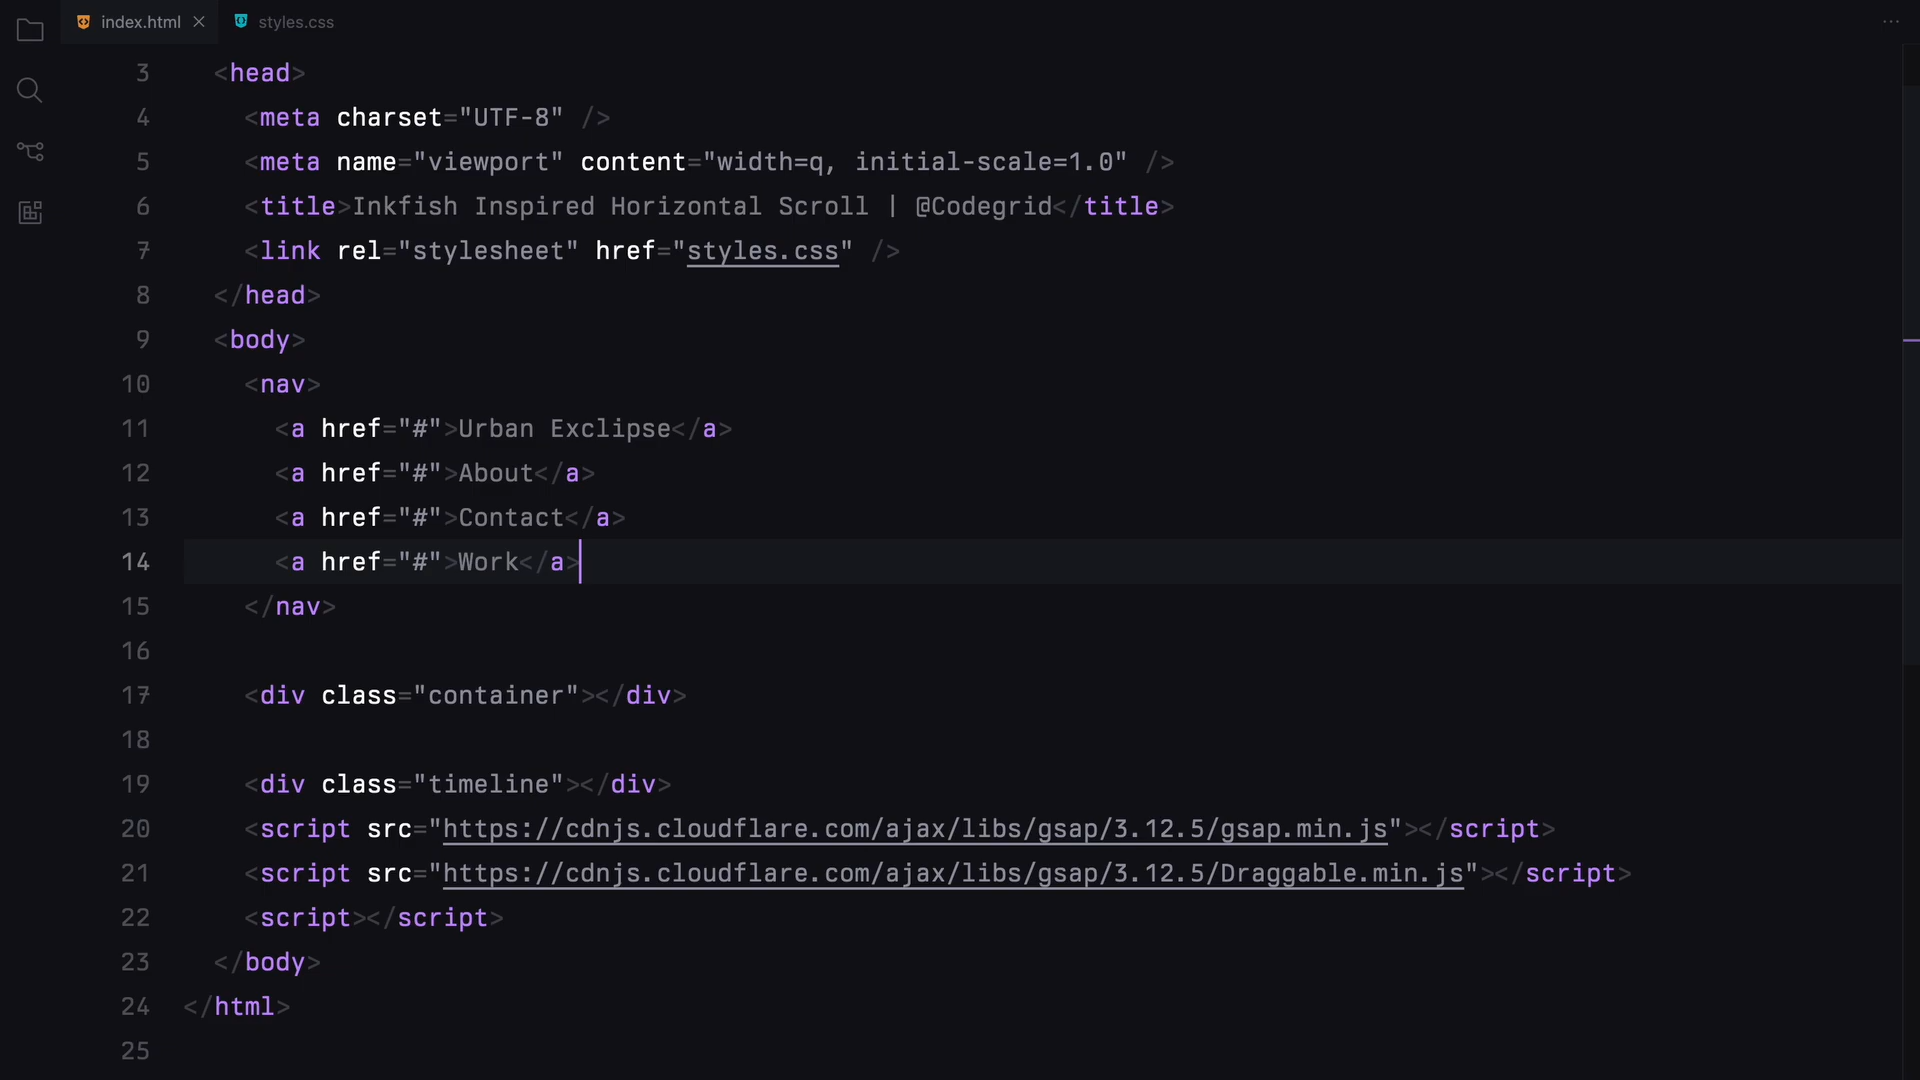 index.html
styles.css
3 <head>
4 <meta charset="UTF-8" />
5 <meta name="viewport" content="width=q, initial-scale=1.0" />
6 <title>Inkfish Inspired Horizontal Scroll | @Codegrid</title>
7 <link rel="stylesheet" href="styles.css" />
8 </head>
9 <body>
10 <nav>
11 <a href="#">Urban Exclipse</a>
12 <a href="#">About</a>
13 <a href="#">Contact</a>
14 <a href="#">Work</a>
15 </nav>
16
17 <div class="container"></div>
18
19 <div class="timeline"></div>
20 <script src="https://cdnjs.cloudflare.com/ajax/libs/gsap/3.12.5/gsap.min.js"></script>
21 <script src="https://cdnjs.cloudflare.com/ajax/libs/gsap/3.12.5/Draggable.min.js"></script>
22 <script></script>
23 </body>
24 </html>
25